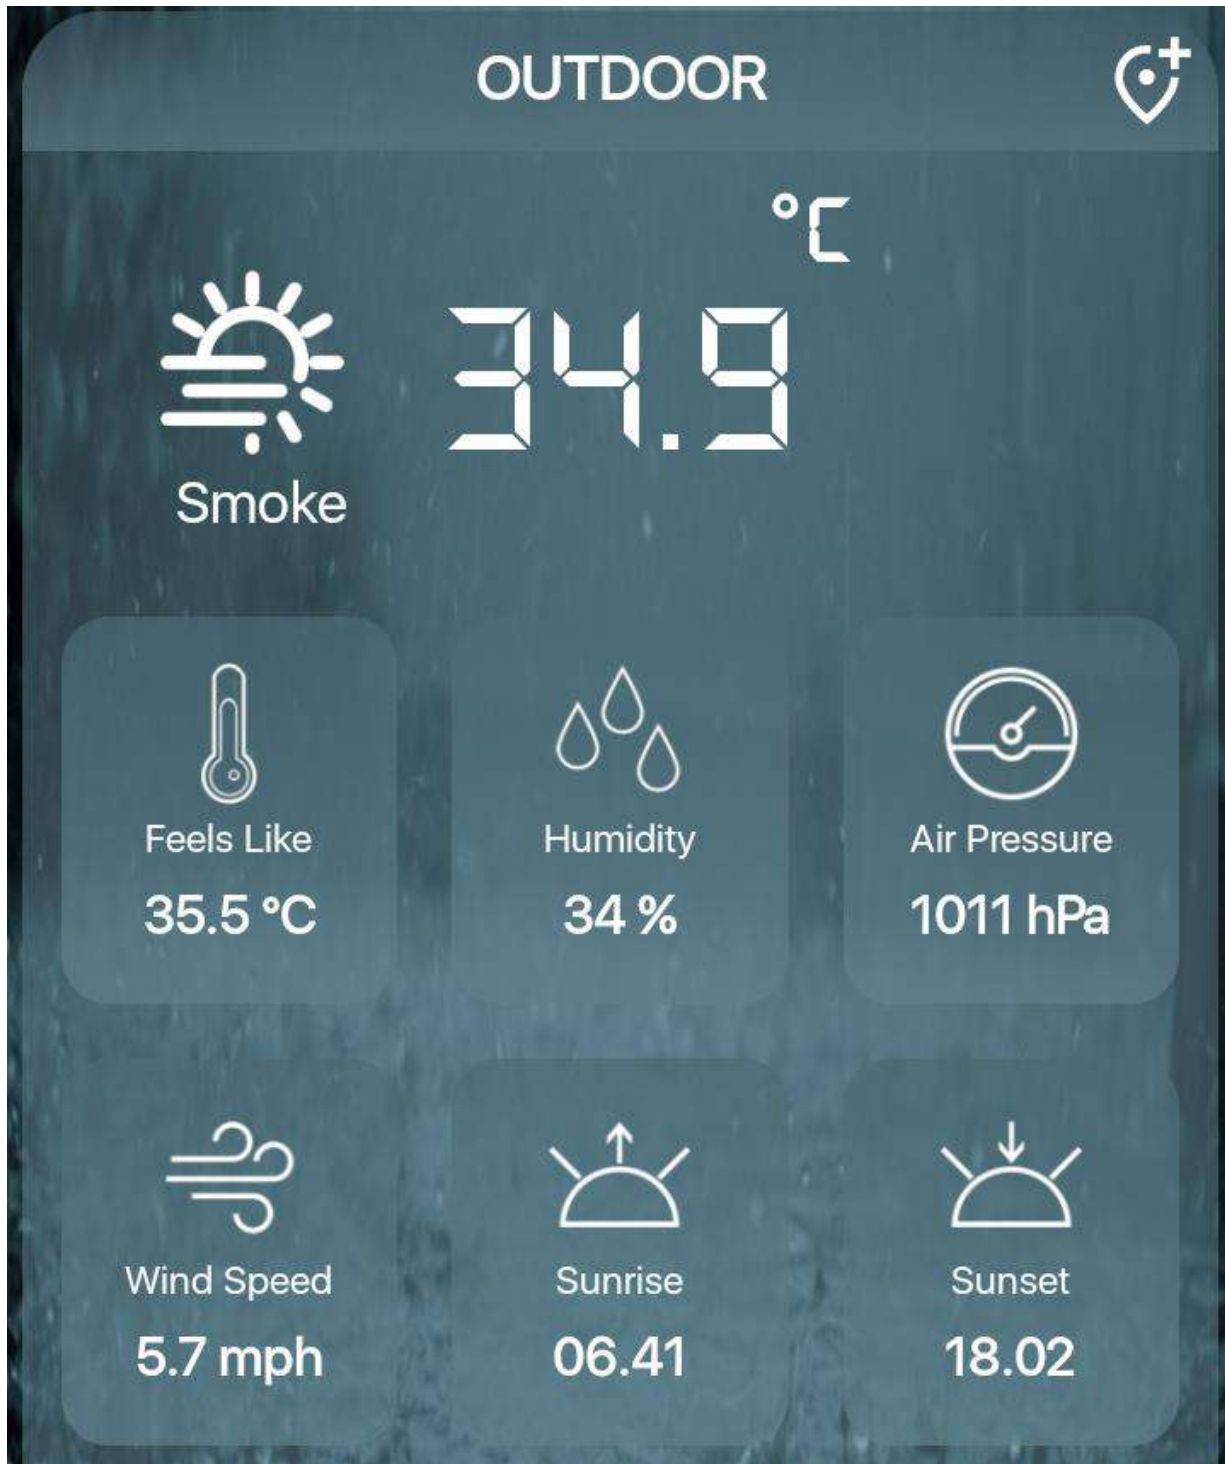 OUTDOOR
°C
34.9
Smoke
Feels Like
35.5 °C
Humidity
34 %
Air Pressure
1011 hPa
Wind Speed
5.7 mph
Sunrise
06.41
Sunset
18.02